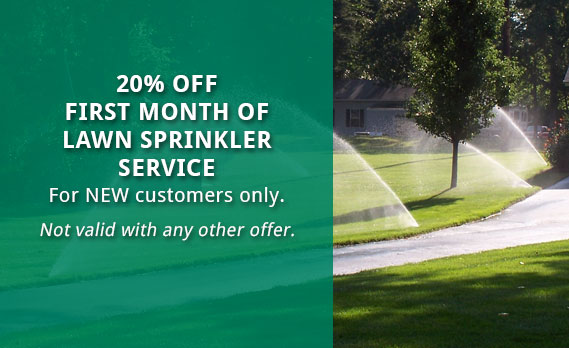 20% OFF
FIRST MONTH OF
LAWN SPRINKLER
SERVICE
For NEW customers only.
Not valid with any other offer.